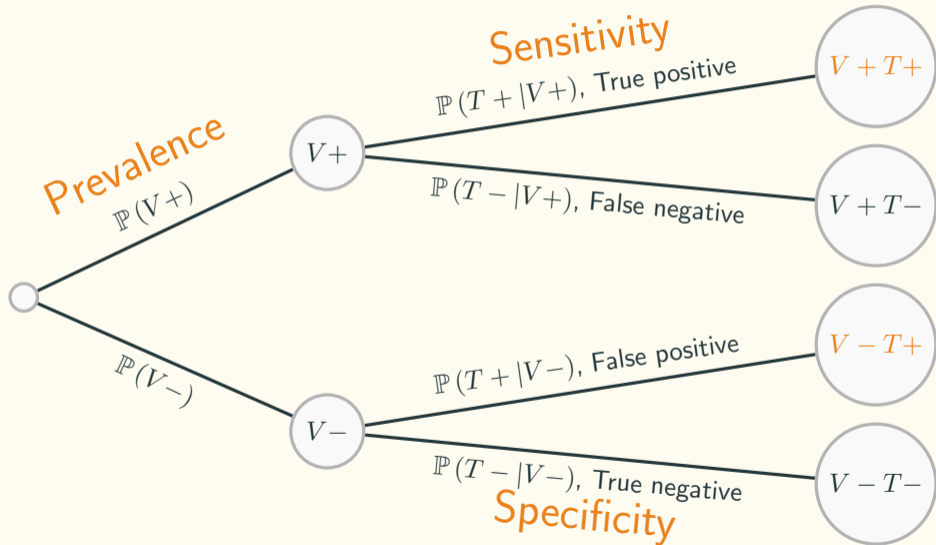 Sensitivity
V + T+
ℙ (T + |V+), True positive
Prevalence
V+
ℙ (V+)
ℙ (T − |V+), False negative
V + T−
V − T+
ℙ (T + |V−), False positive
ℙ (V−)
V−
ℙ (T − |V−), True negative
V − T−
Specificity